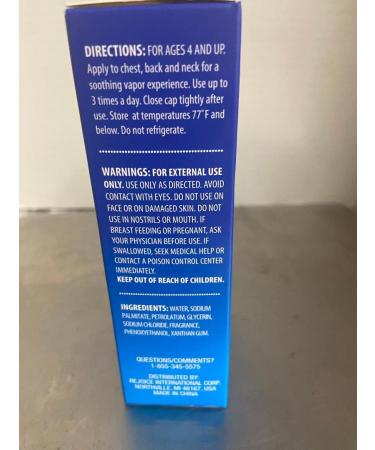 DIRECTIONS: FOR AGES 4 AND UP.
Apply to chest, back and neck for a
soothing vapor experience. Use up to
3 times a day. Close cap tightly after
use. Store at temperatures 77°F and
below. Do not refrigerate.
WARNINGS: FOR EXTERNAL USE
ONLY. USE ONLY AS DIRECTED. AVOID
CONTACT WITH EYES. DO NOT USE ON
FACE OR ON DAMAGED SKIN. DO NOT
USE IN NOSTRILS OR MOUTH. IF
BREAST FEEDING OR PREGNANT, ASK
YOUR PHYSICIAN BEFORE USE. IF
SWALLOWED, SEEK MEDICAL HELP OR
CONTACT A POISON CONTROL CENTER
IMMEDIATELY.
KEEP OUT OF REACH OF CHILDREN.
INGREDIENTS: WATER, SODIUM
PALMITATE, PETROLATUM, GLYCERIN,
SODIUM CHLORIDE, FRAGRANCE,
PHENOXYETHANOL, XANTHAN GUM.
QUESTIONS/COMMENTS?
1-855-345-5575
DISTRIBUTED BY:
REJOICE INTERNATIONAL CORP.
NORTHVILLE, MI 48167. USA
MADE IN CHINA